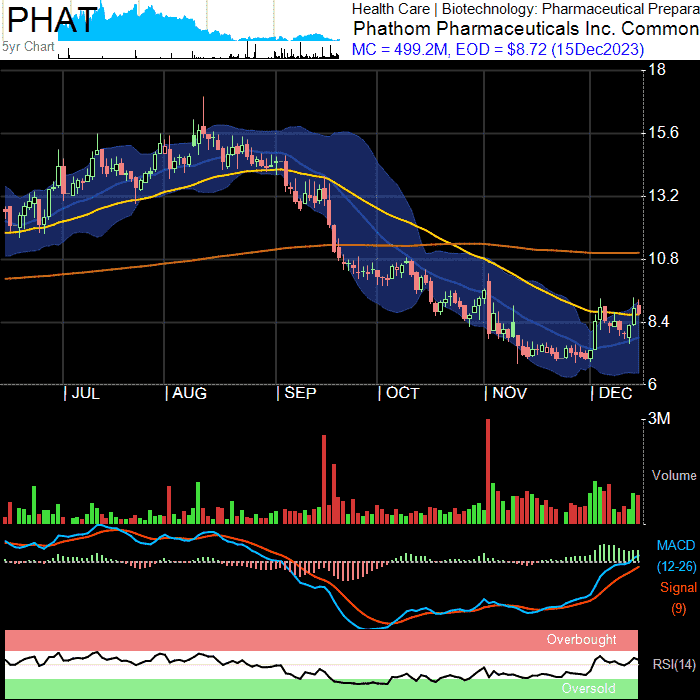 PHAT
5yr Chart
Health Care | Biotechnology: Pharmaceutical Prepara
Phathom Pharmaceuticals Inc. Common
MC = 499.2M, EOD = $8.72 (15Dec2023)
18
15.6
13.2
10.8
8.4
6
| JUL | AUG | SEP | OCT | NOV | DEC
3M
Volume
MACD
(12-26)
Signal
(9)
Overbought
RSI(14)
Oversold